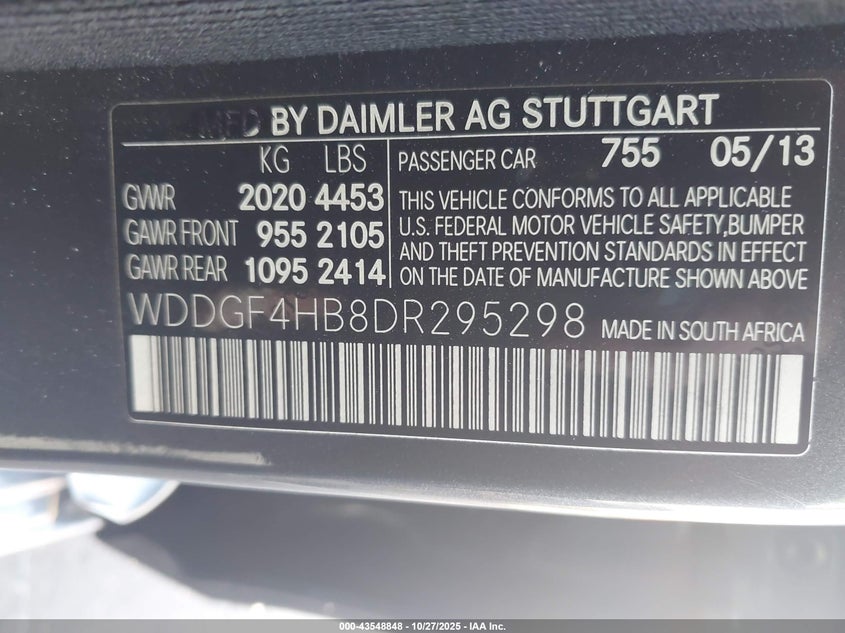 MFD BY DAIMLER AG STUTTGART
KG LBS
GVWR 2020 4453
GAWR FRONT 955 2105
GAWR REAR 1095 2414
PASSENGER CAR 755 05/13
THIS VEHICLE CONFORMS TO ALL APPLICABLE
U.S. FEDERAL MOTOR VEHICLE SAFETY,BUMPER
AND THEFT PREVENTION STANDARDS IN EFFECT
ON THE DATE OF MANUFACTURE SHOWN ABOVE
WDDGF4HB8DR295298 MADE IN SOUTH AFRICA
000-43548848 - 10/27/2025 - IAA Inc.